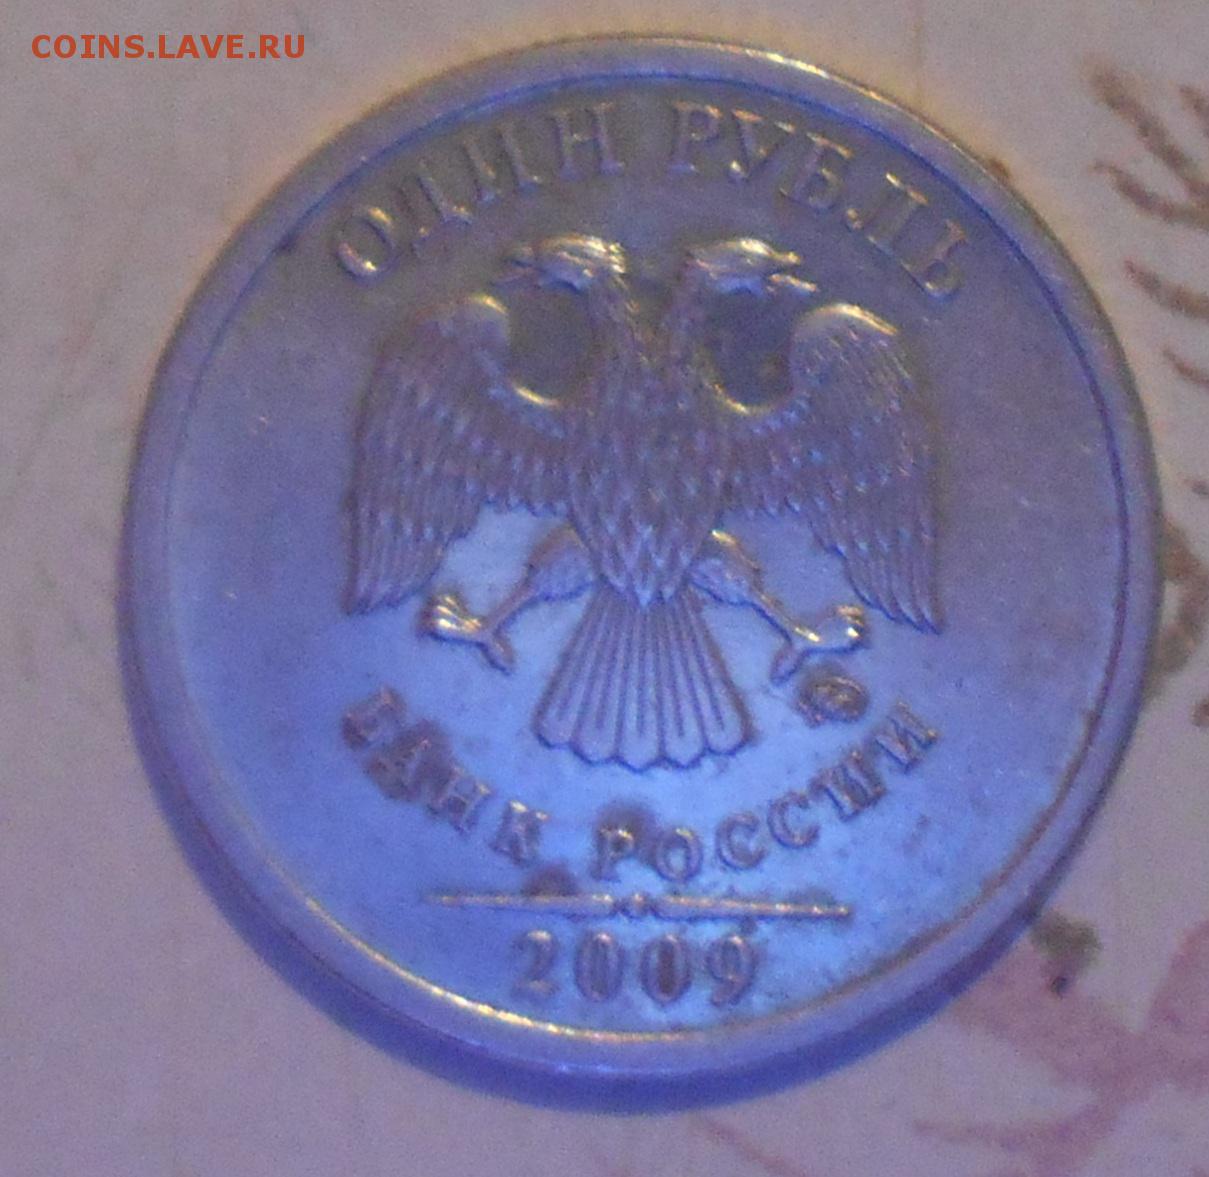 COINS.LAVE.RU
ОДИН РУБЛЬ
БАНК РОССИИ
2009